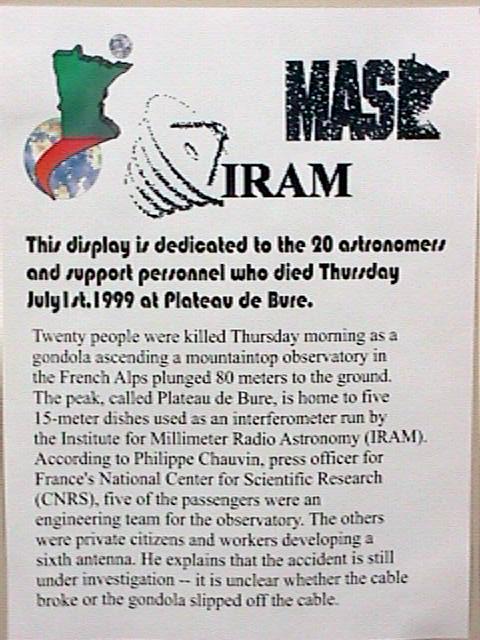 MASE
IRAM
This display is dedicated to the 20 astronomers
and support personnel who died Thursday
July 1st.1999 at Plateau de Bure.
Twenty people were killed Thursday morning as a
gondola ascending a mountaintop observatory in
the French Alps plunged 80 meters to the ground.
The peak, called Plateau de Bure, is home to five
15-meter dishes used as an interferometer run by
the Institute for Millimeter Radio Astronomy (IRAM).
According to Philippe Chauvin, press officer for
France's National Center for Scientific Research
(CNRS), five of the passengers were an
engineering team for the observatory. The others
were private citizens and workers developing a
sixth antenna. He explains that the accident is still
under investigation -- it is unclear whether the cable
broke or the gondola slipped off the cable.